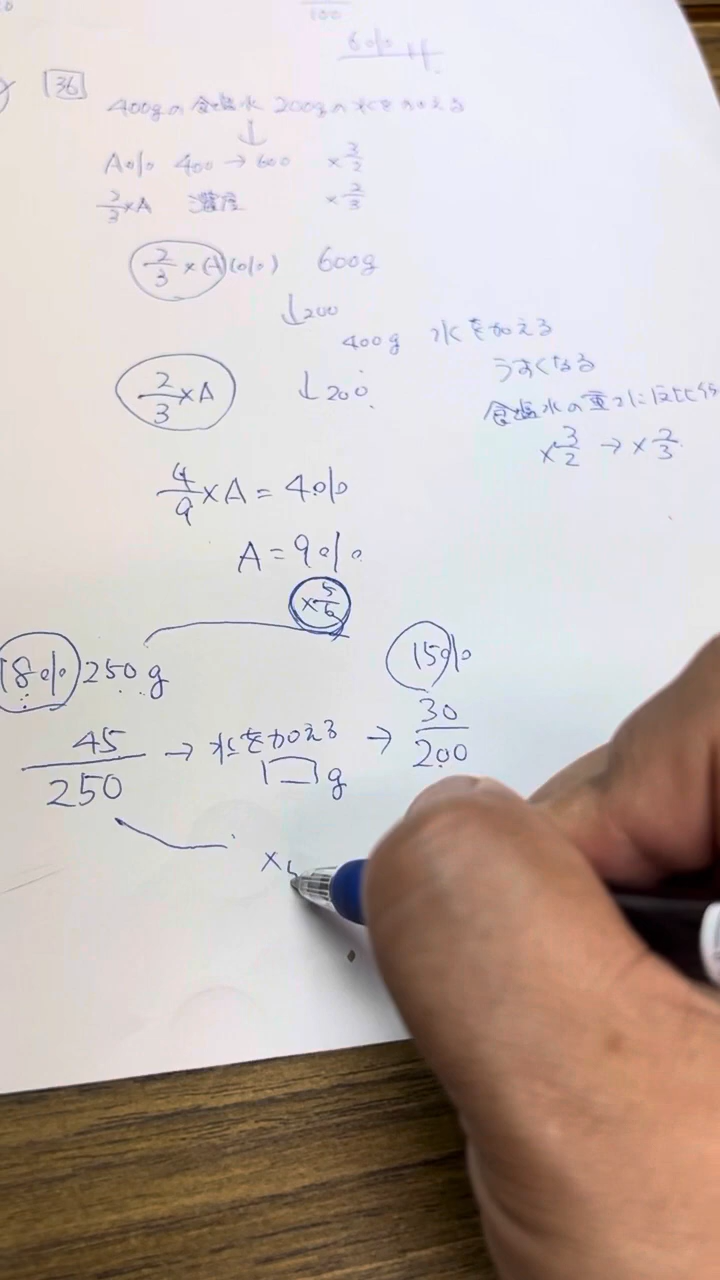 100
6%
36
400gの食塩水 200gの水を加える
↓
A% 400→600 ×3/2
2/3×A 濃度 ×2/3
2/3×A(%) 600g
↓200
400g 水を加える
うすくなる
2/3×A ↓200
食塩水の重さに反比例
×3/2 → ×2/3
4/9×A=4%
A=9%
×5/6
18% 250g 15%
45/250 → 水を加える → 30/200
□g
×5